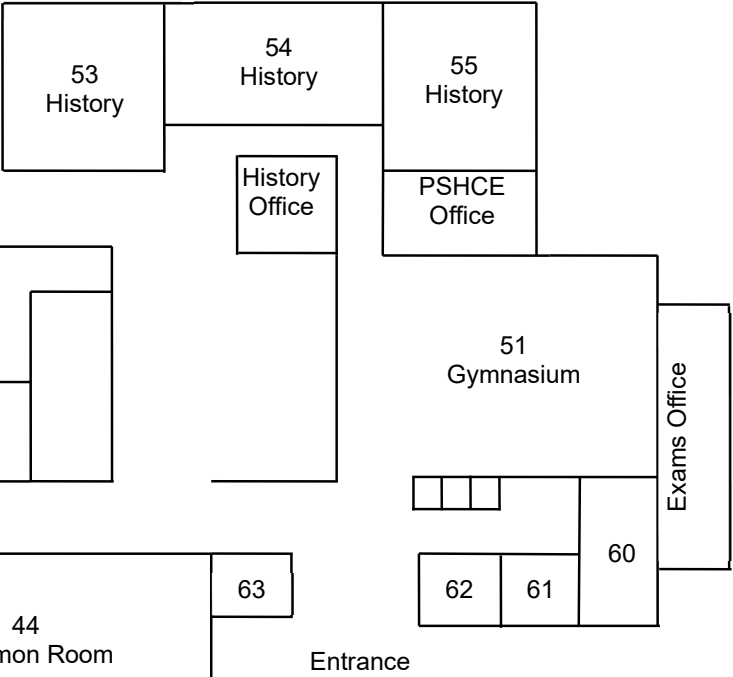 53
History
54
History
55
History
History
Office
PSHCE
Office
51
Gymnasium
Exams Office
60
63
62
61
44
mon Room
Entrance